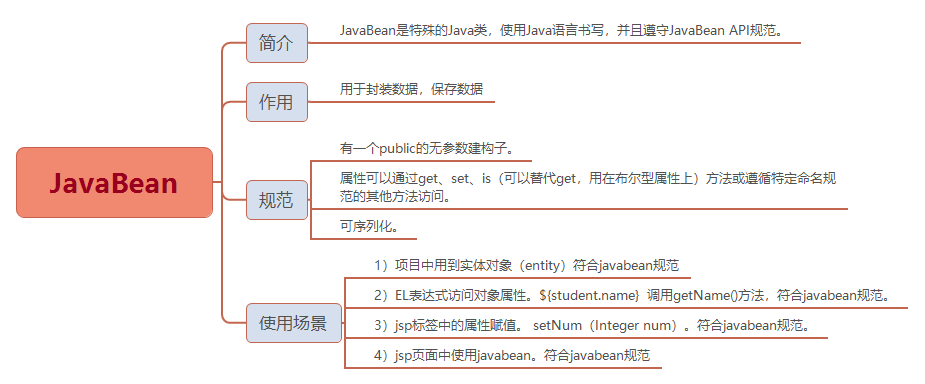 JavaBean
简介
JavaBean是特殊的Java类，使用Java语言书写，并且遵守JavaBean API规范。
作用
用于封装数据，保存数据
规范
有一个public的无参数建构子。
属性可以通过get、set、is（可以替代get，用在布尔型属性上）方法或遵循特定命名规
范的其他方法访问。
可序列化。
使用场景
1）项目中用到实体对象（entity）符合javabean规范
2）EL表达式访问对象属性。${student.name} 调用getName()方法，符合javabean规范。
3）jsp标签中的属性赋值。 setNum（Integer num）。符合javabean规范。
4）jsp页面中使用javabean。符合javabean规范